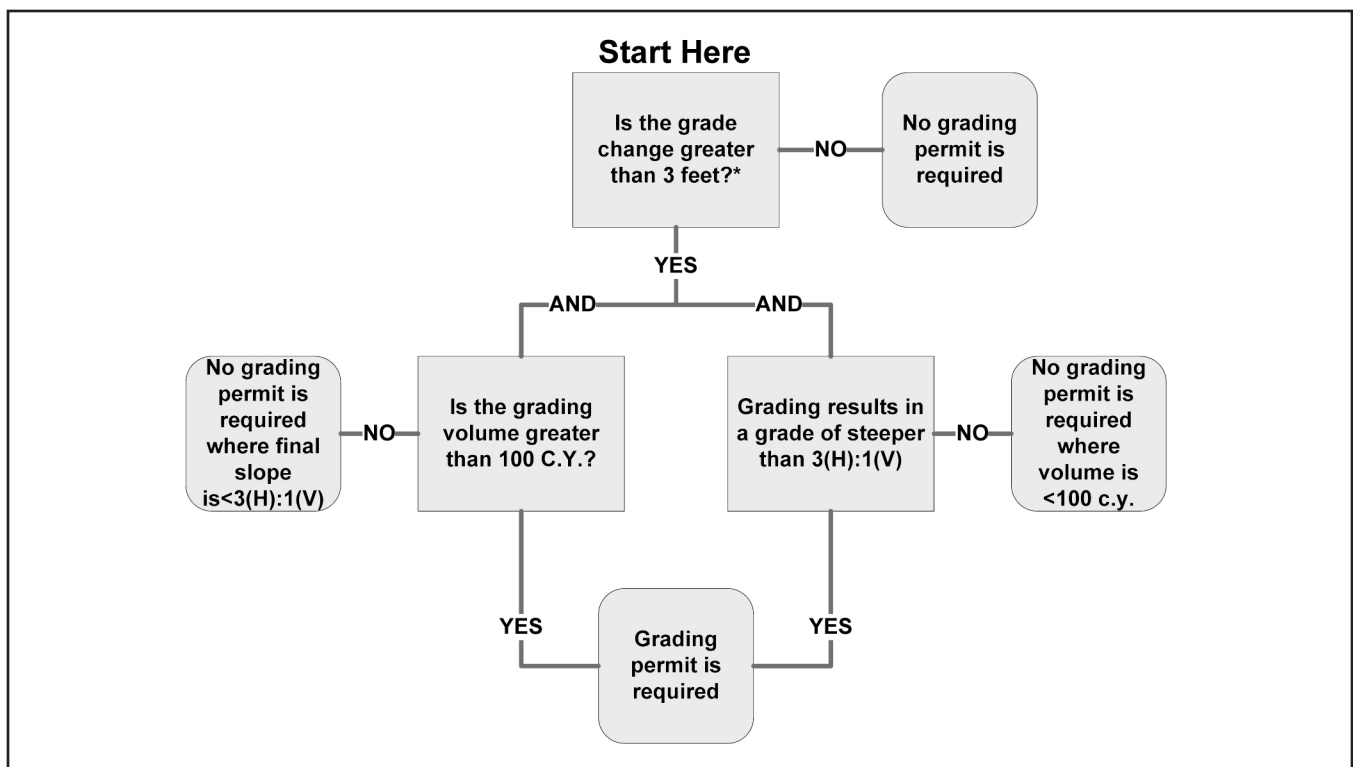 Start Here
Is the grade
change greater
than 3 feet?*
NO
No grading
permit is
required
YES
AND
AND
No grading
permit is
required
where final
slope
is<3(H):1(V)
NO
Is the grading
volume greater
than 100 C.Y.?
Grading results in
a grade of steeper
than 3(H):1(V)
NO
No grading
permit is
required
where
volume is
<100 c.y.
YES
YES
Grading
permit is
required